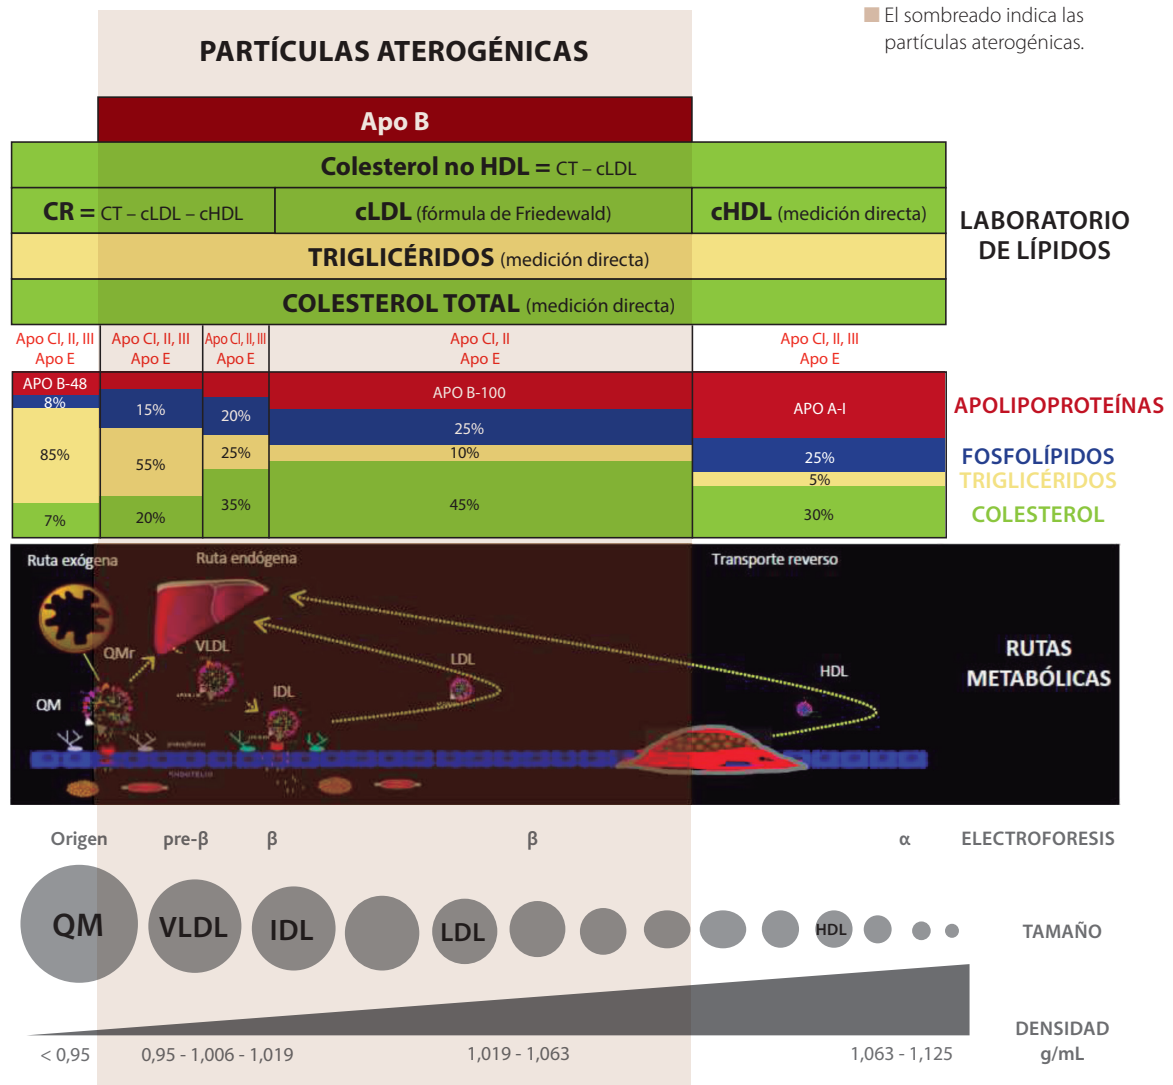 El sombreado indica las
partículas aterogénicas.
PARTÍCULAS ATEROGÉNICAS
Apo B
Colesterol no HDL = CT – cLDL
CR = CT – cLDL – cHDL
cLDL (fórmula de Friedewald)
cHDL (medición directa)
TRIGLICÉRIDOS (medición directa)
COLESTEROL TOTAL (medición directa)
LABORATORIO
DE LÍPIDOS
Apo CI, II, III
Apo E
Apo CI, II, III
Apo E
Apo CI, II, III
Apo E
Apo CI, II
Apo E
Apo CI, II, III
Apo E
APO B-48
8%
85%
7%
15%
55%
20%
20%
25%
35%
APO B-100
25%
10%
45%
APO A-I
25%
5%
30%
APOLIPOPROTEÍNAS
FOSFOLÍPIDOS
TRIGLICÉRIDOS
COLESTEROL
Ruta exógena
Ruta endógena
Transporte reverso
QMr
VLDL
LDL
IDL
HDL
QM
ENDOTELIO
RUTAS
METABÓLICAS
Origen
pre-β
β
β
α
ELECTROFORESIS
QM
VLDL
IDL
LDL
HDL
TAMAÑO
DENSIDAD
g/mL
< 0,95
0,95 - 1,006 - 1,019
1,019 - 1,063
1,063 - 1,125